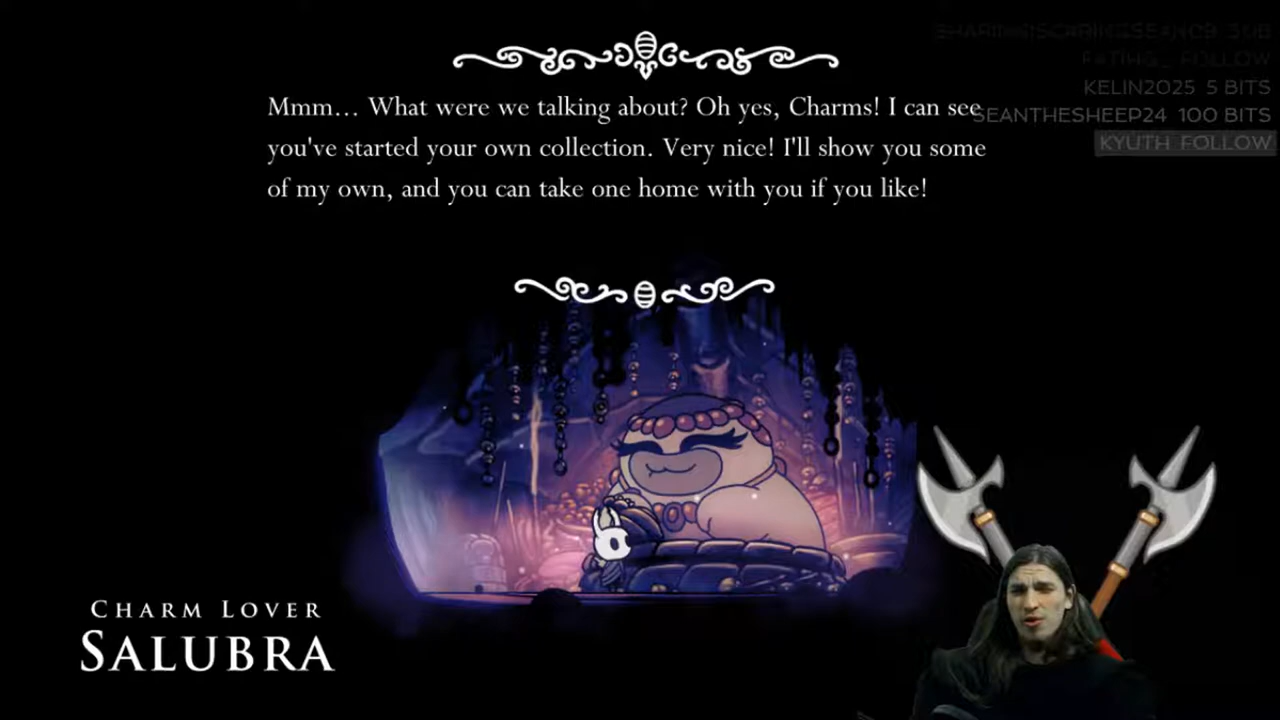 Mmm... What were we talking about? Oh yes, Charms! I can see
you've started your own collection. Very nice! I'll show you some
of my own, and you can take one home with you if you like!
KELIN2025 5 BITS
SEANTHESHEEP24 100 BITS
KYUTH FOLLOW
CHARM LOVER
SALUBRA